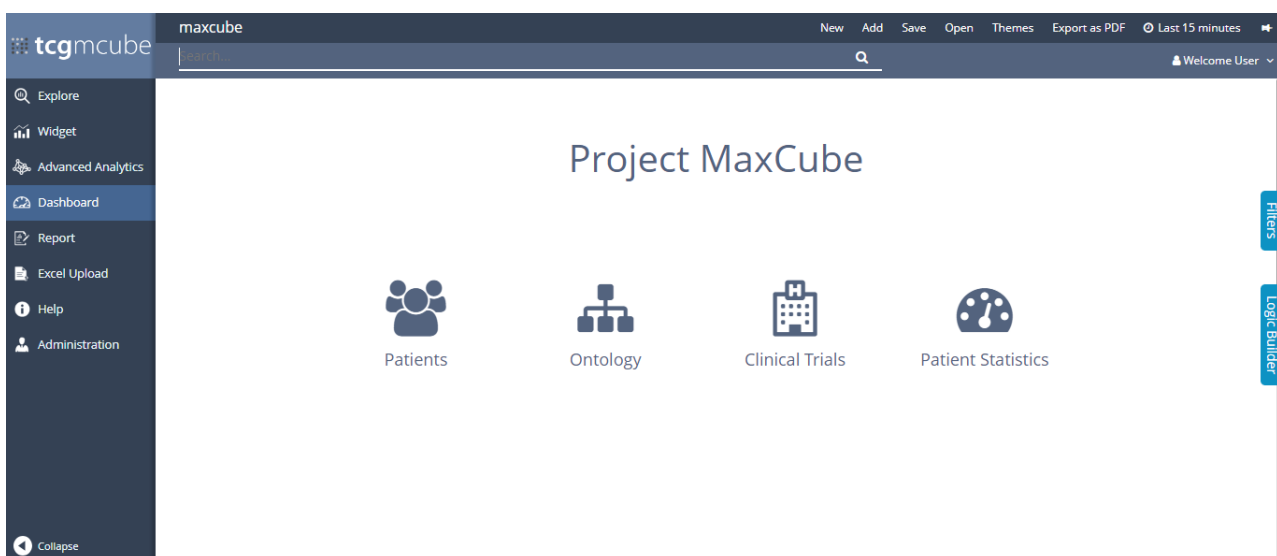 tcgmcube
maxcube
New Add Save Open Themes Export as PDF Last 15 minutes
Search...
Welcome User
Explore
Widget
Advanced Analytics
Dashboard
Report
Excel Upload
Help
Administration
Collapse
Project MaxCube
Patients
Ontology
H
Clinical Trials
Patient Statistics
Filters
Logic Builder